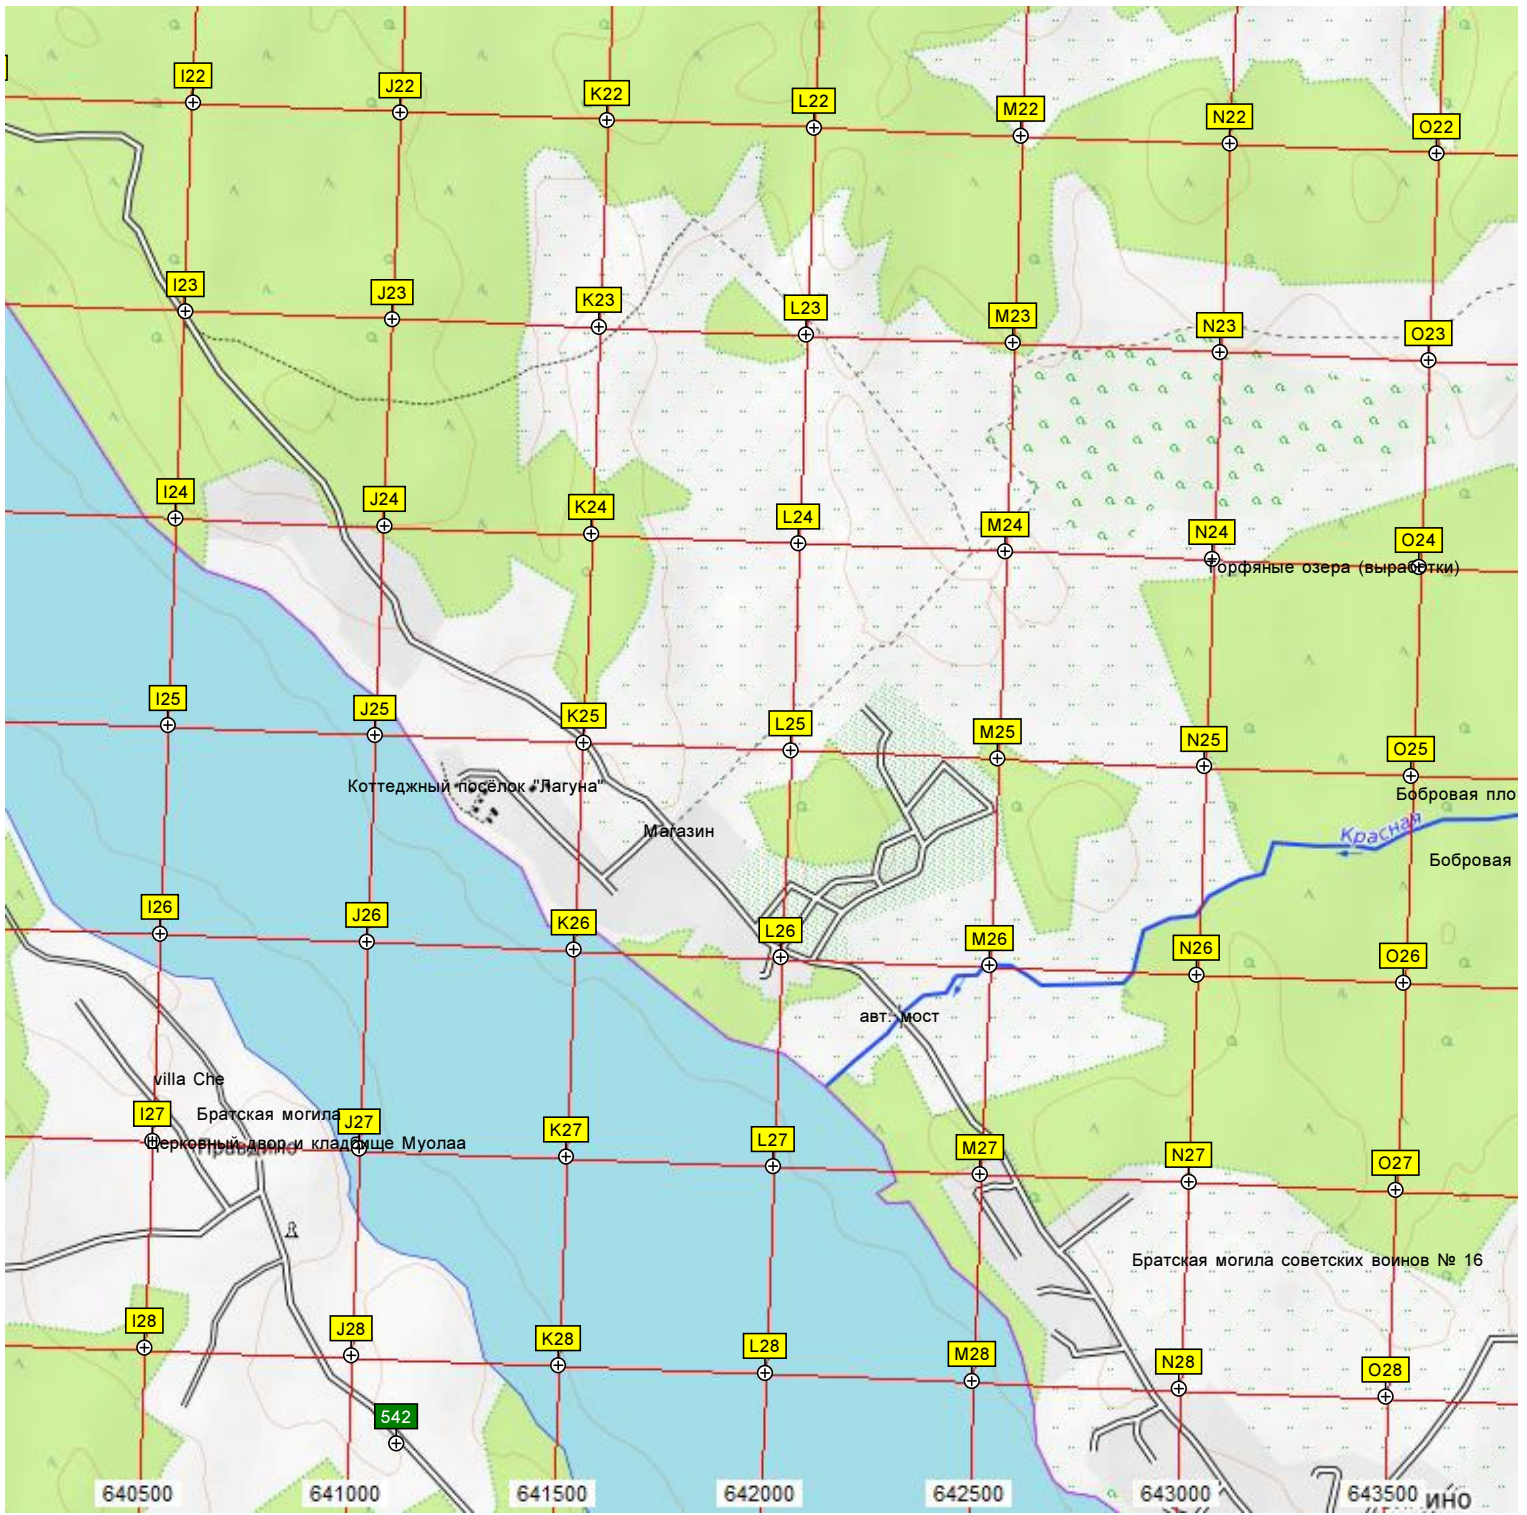 I22
J22
K22
L22
M22
N22
O22
I23
J23
K23
L23
M23
N23
O23
I24
J24
K24
L24
M24
N24
O24
Торфяные озера (выработки)
I25
J25
K25
L25
M25
N25
O25
Коттеджный посёлок "Лагуна"
Бобровая пло
Магазин
Красная
Бобровая
I26
J26
K26
L26
M26
N26
O26
авт. мост
villa Che
I27
Братская могила
J27
K27
L27
M27
N27
O27
Церковный двор и кладбище Муолаа
Правдино
Братская могила советских воинов № 16
I28
J28
K28
L28
M28
N28
O28
542
640500
641000
641500
642000
642500
643000
643500
ино